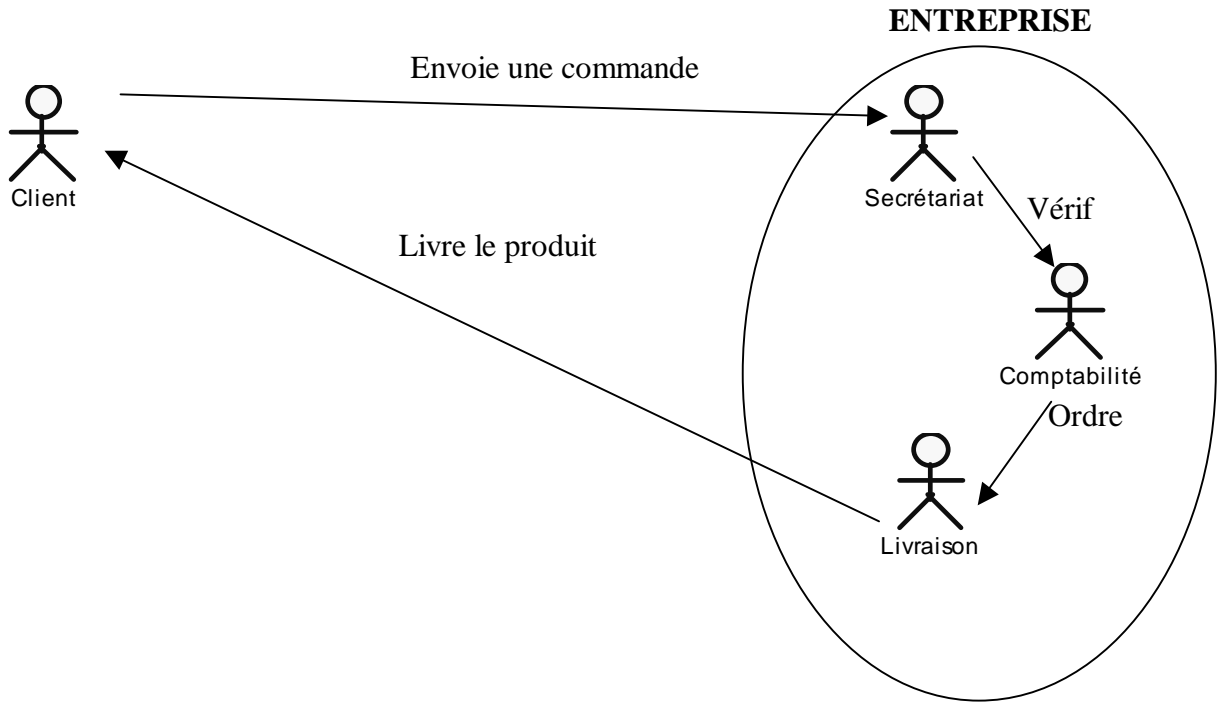 ENTREPRISE
Envoie une commande
Client
Secrétariat
Vérif
Livre le produit
Comptabilité
Ordre
Livraison